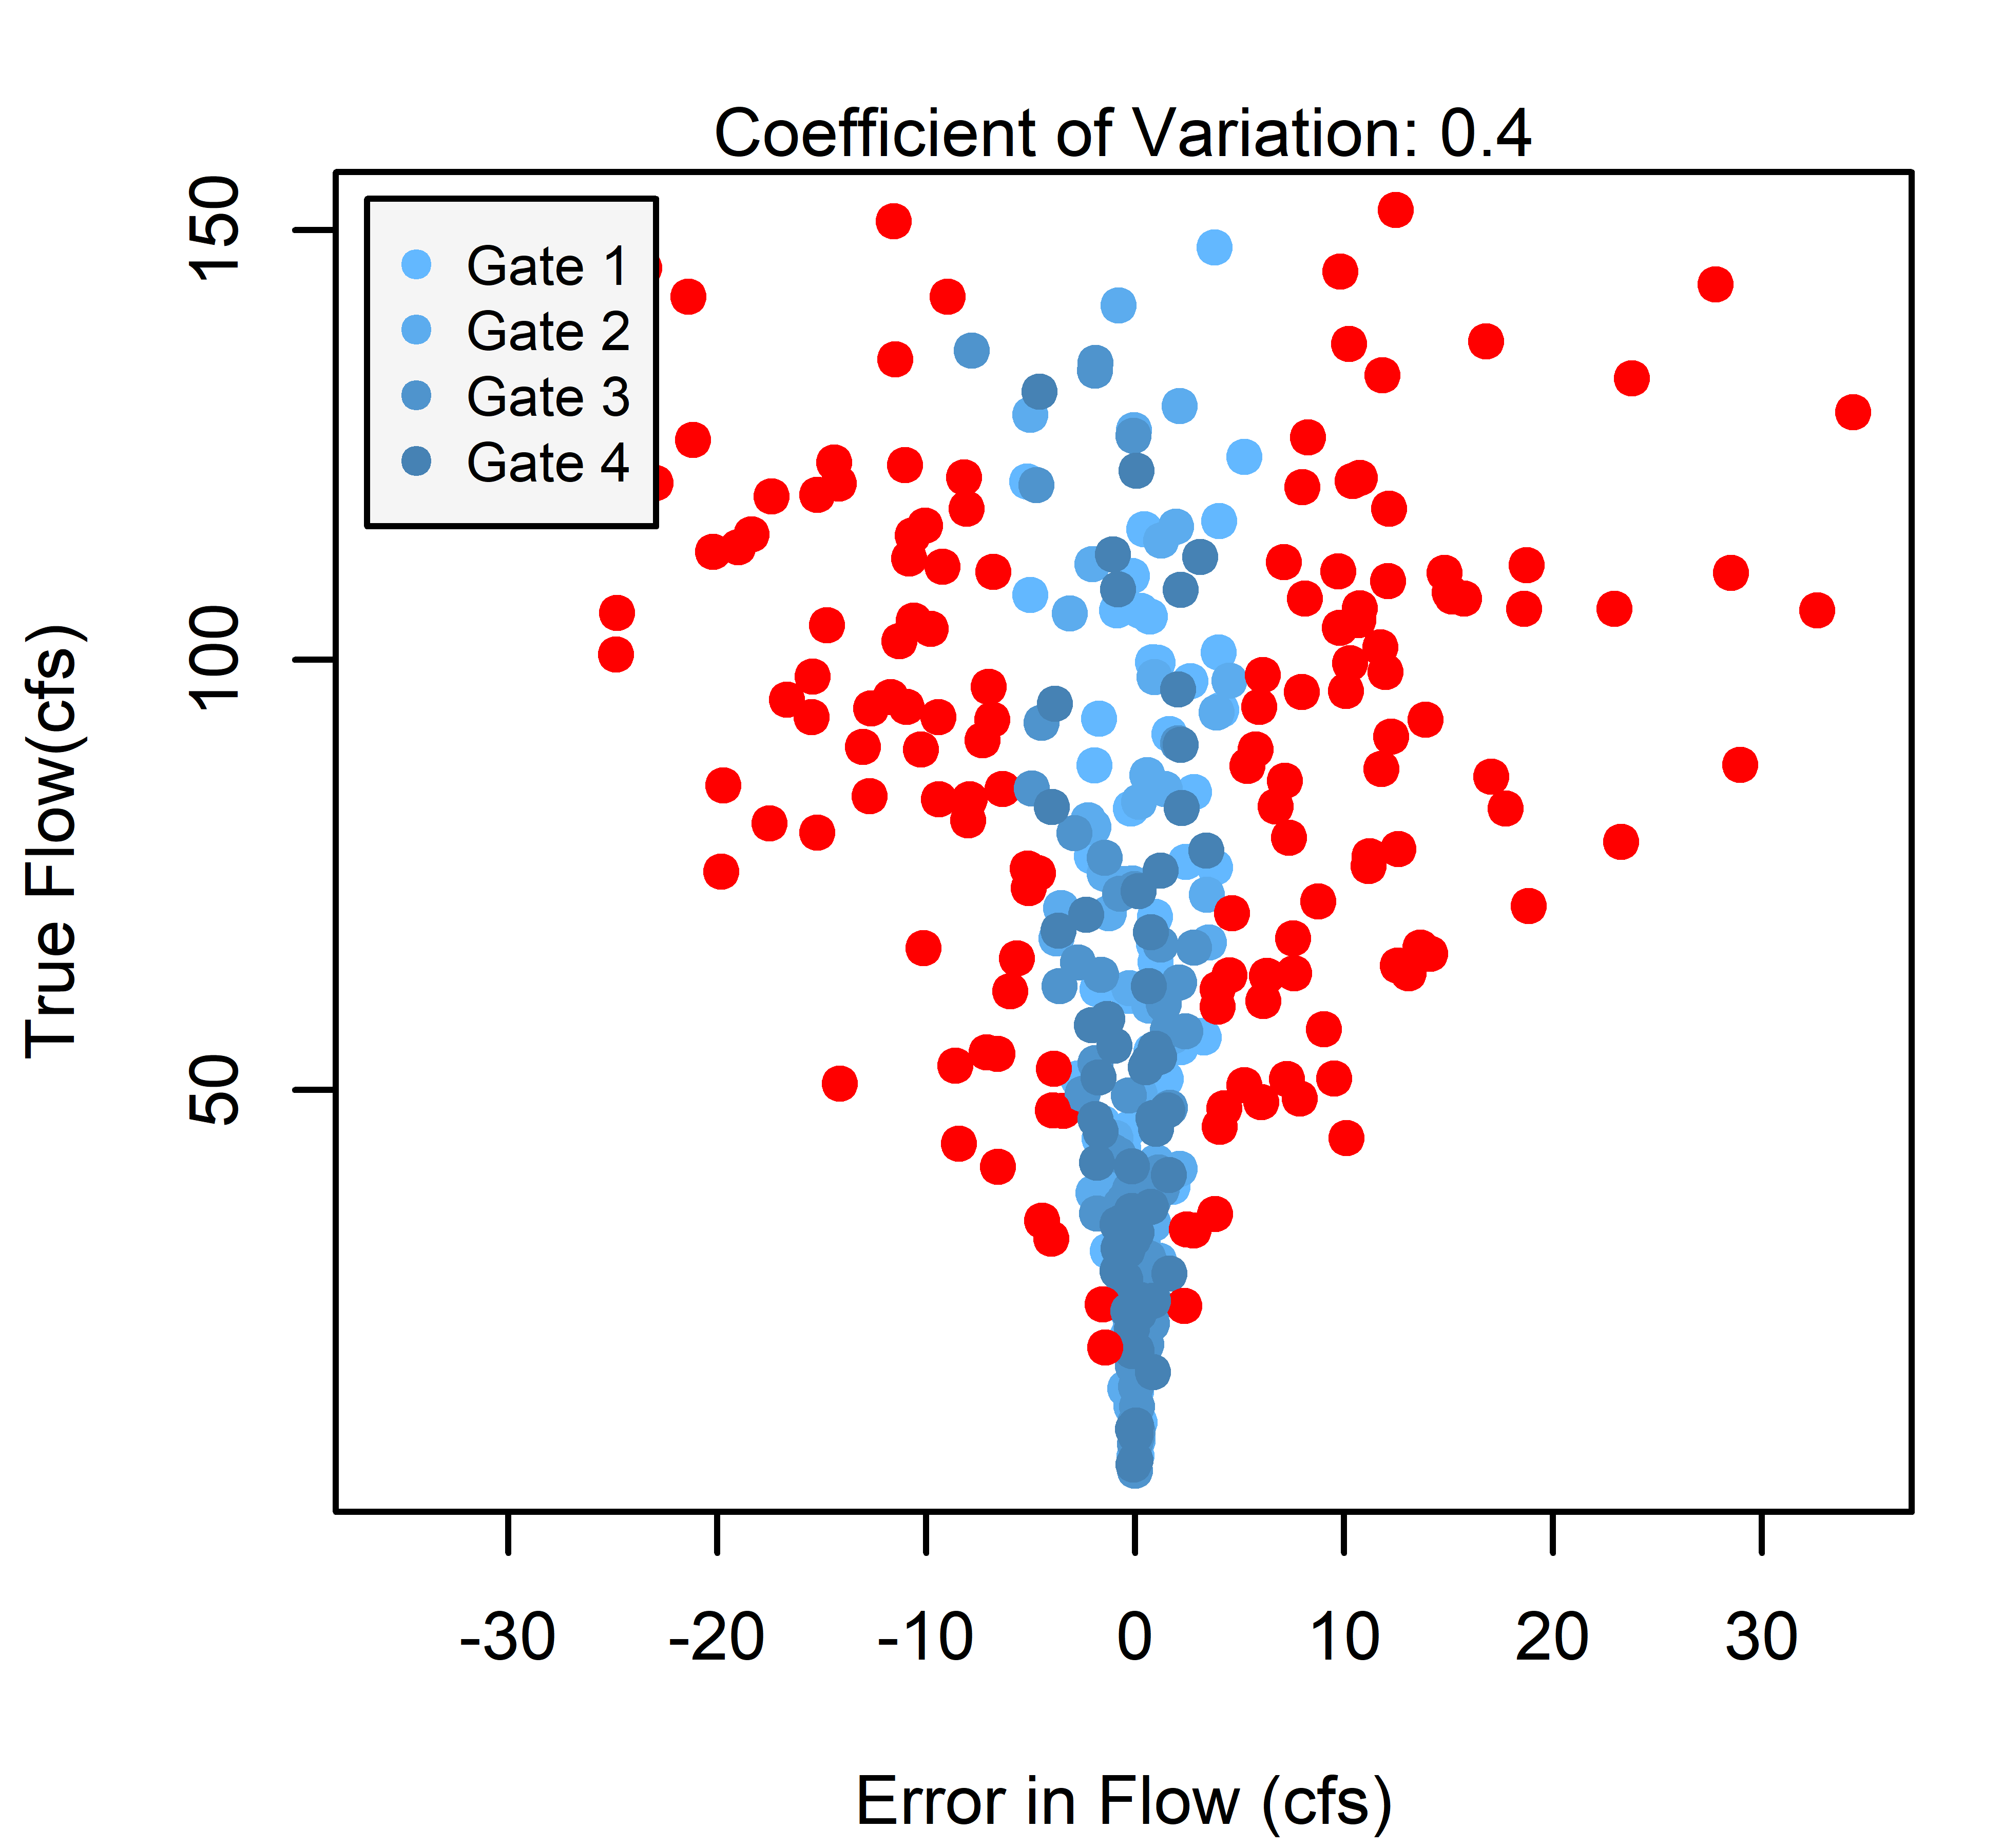 Coefficient of Variation: 0.4
150
100
50
True Flow(cfs)
Gate 1
Gate 2
Gate 3
Gate 4
-30 -20 -10 0 10 20 30
Error in Flow (cfs)